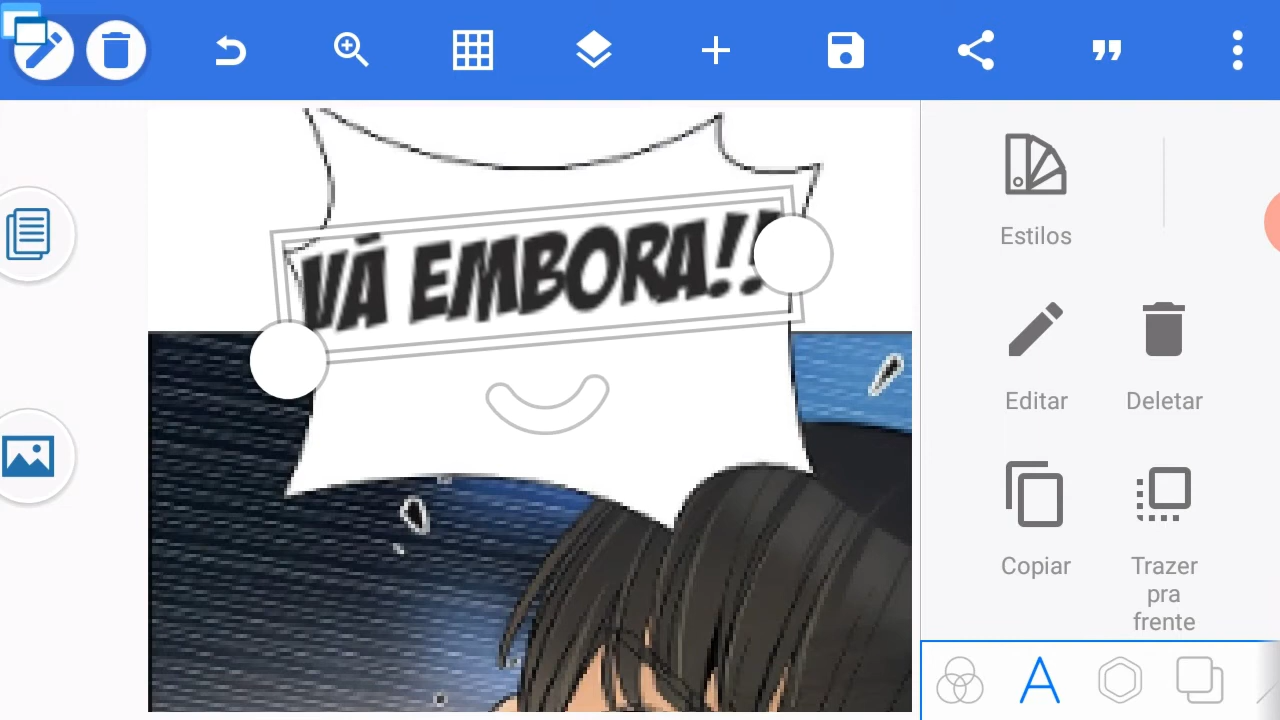 VÁ EMBORA!!
Estilos
Editar
Deletar
Copiar
Trazer
pra
frente